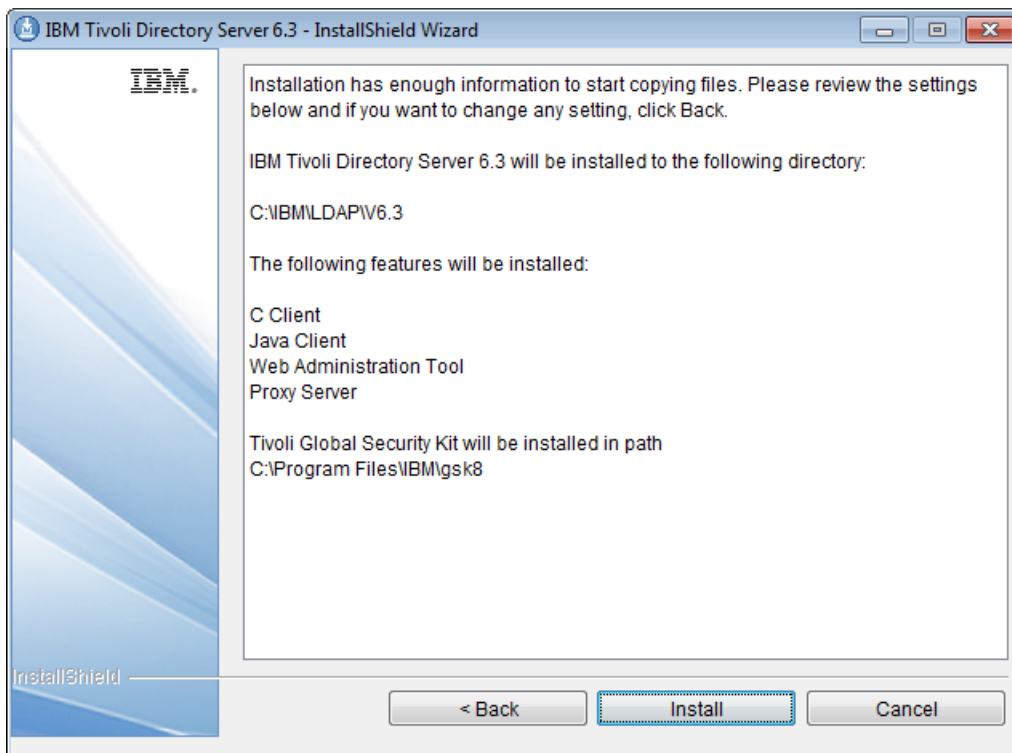 IBM Tivoli Directory Server 6.3 - InstallShield Wizard
IBM.
Installation has enough information to start copying files. Please review the settings
below and if you want to change any setting, click Back.
IBM Tivoli Directory Server 6.3 will be installed to the following directory:
C:\IBM\LDAP\V6.3
The following features will be installed:
C Client
Java Client
Web Administration Tool
Proxy Server
Tivoli Global Security Kit will be installed in path
C:\Program Files\IBM\gsk8
InstallShield
< Back
Install
Cancel